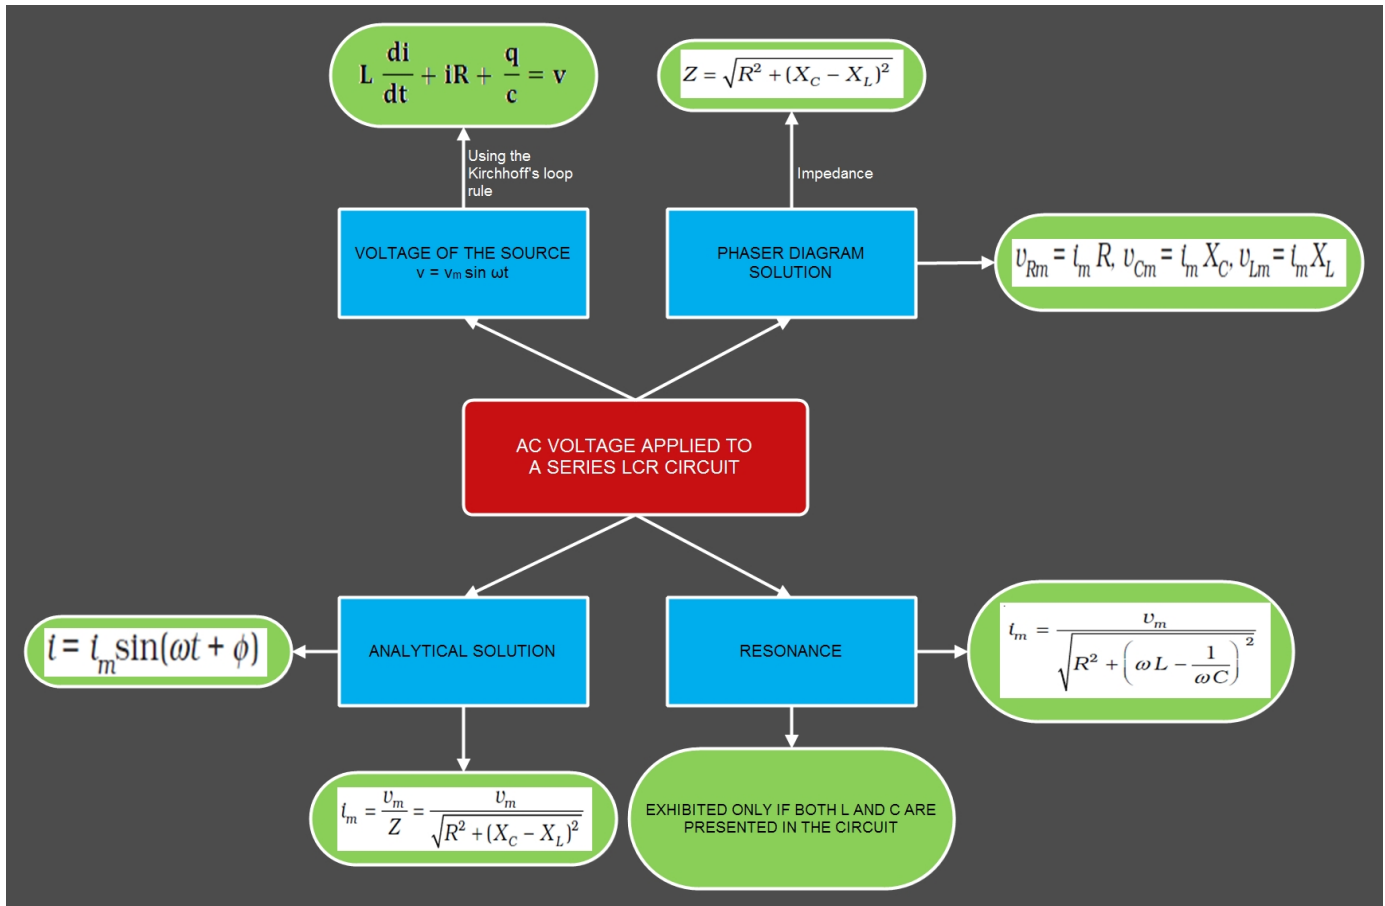 L di/dt + iR + q/c = v
Z = √(R² + (X_C − X_L)²)
Using the
Kirchhoff's loop
rule
Impedance
VOLTAGE OF THE SOURCE
v = vₘ sin ωt
PHASER DIAGRAM
SOLUTION
v_Rm = i_m R, v_Cm = i_m X_C, v_Lm = i_m X_L
AC VOLTAGE APPLIED TO
A SERIES LCR CIRCUIT
i = i_m sin(ωt + ϕ)
ANALYTICAL SOLUTION
RESONANCE
i_m = v_m / √(R² + (ωL − 1/ωC)²)
i_m = v_m/Z = v_m / √(R² + (X_C − X_L)²)
EXHIBITED ONLY IF BOTH L AND C ARE
PRESENTED IN THE CIRCUIT